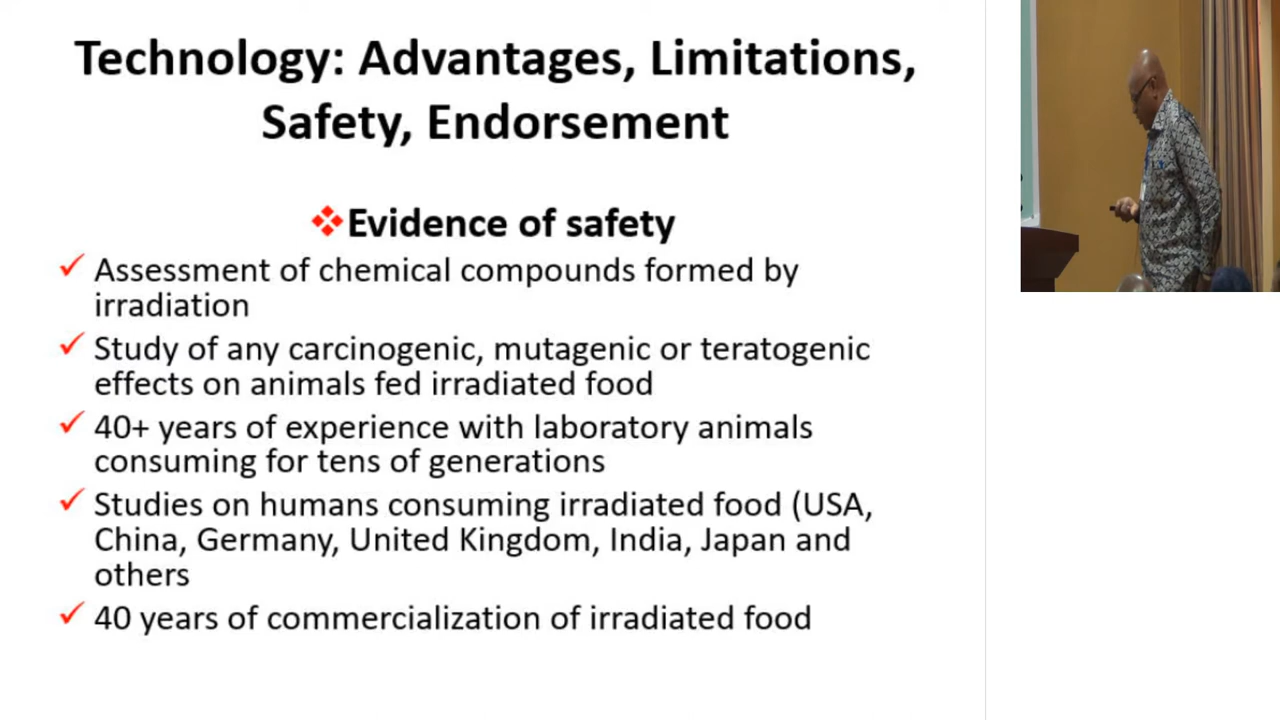 Technology: Advantages, Limitations,
Safety, Endorsement
Evidence of safety
Assessment of chemical compounds formed by
irradiation
Study of any carcinogenic, mutagenic or teratogenic
effects on animals fed irradiated food
40+ years of experience with laboratory animals
consuming for tens of generations
Studies on humans consuming irradiated food (USA,
China, Germany, United Kingdom, India, Japan and
others
40 years of commercialization of irradiated food